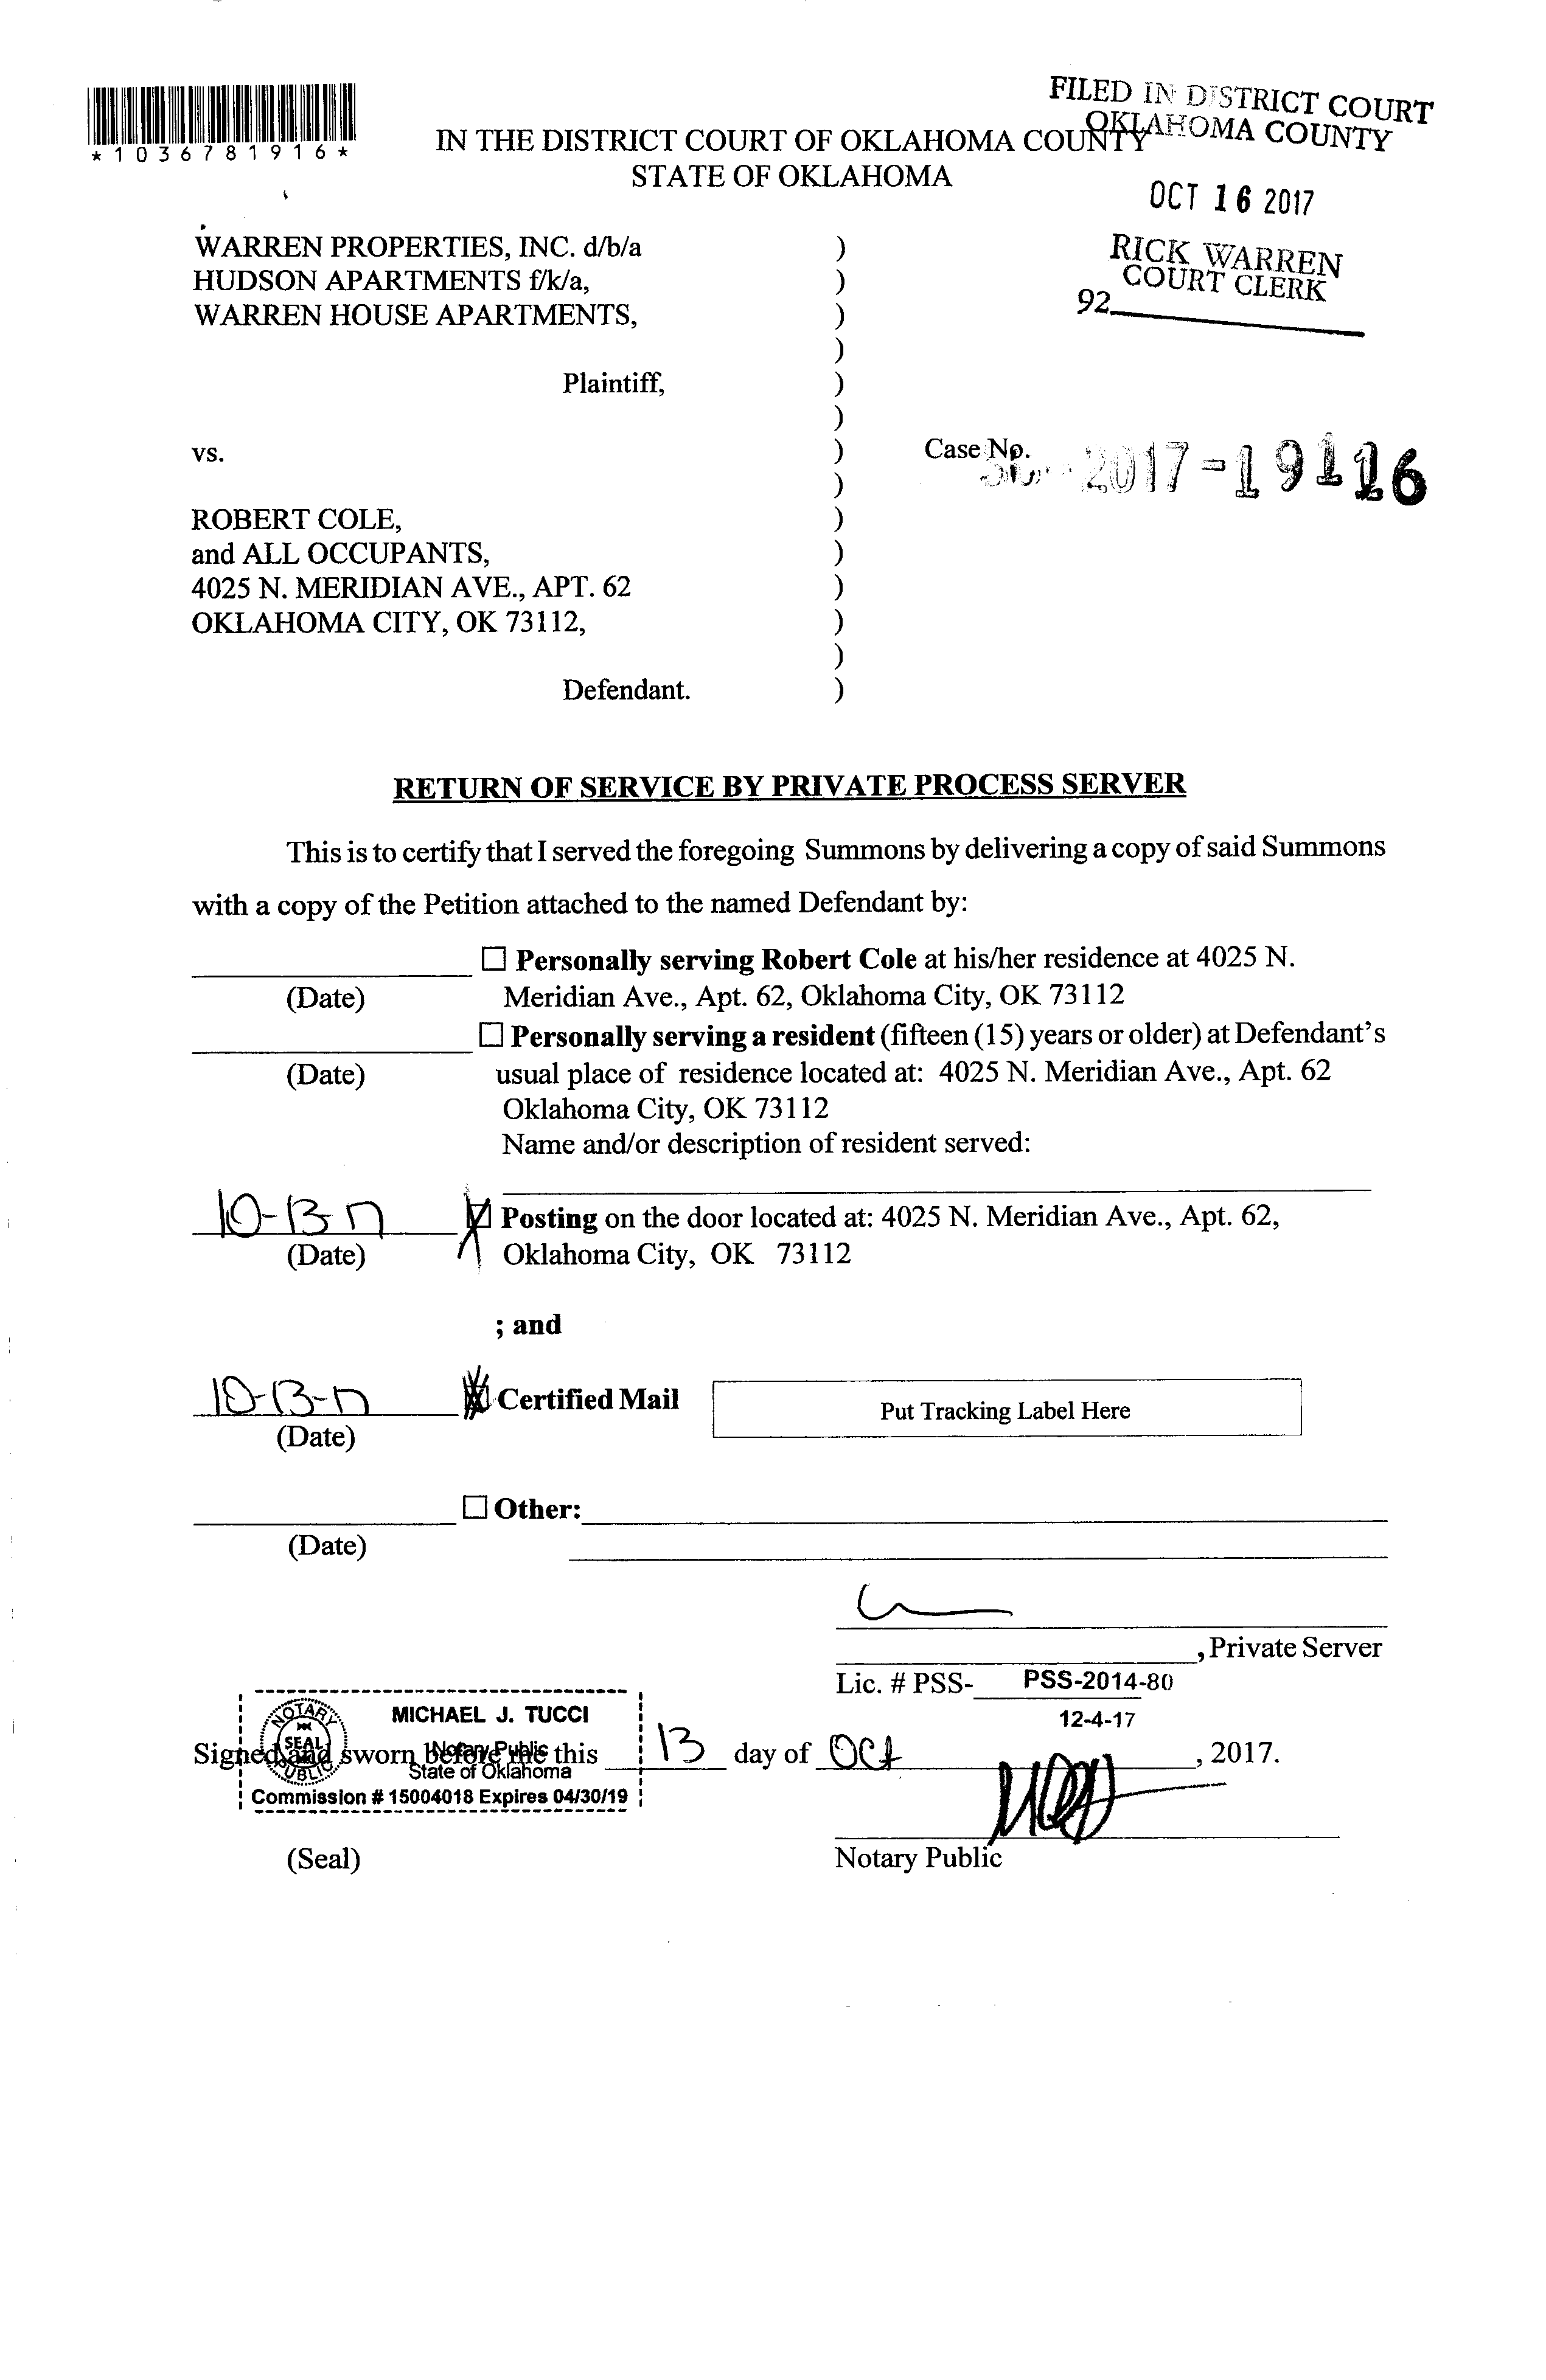 *1036781916*
FILED IN DISTRICT COURT
OKLAHOMA COUNTY
IN THE DISTRICT COURT OF OKLAHOMA COUNTY
STATE OF OKLAHOMA
OCT 16 2017
RICK WARREN
COURT CLERK
92
WARREN PROPERTIES, INC. d/b/a )
HUDSON APARTMENTS f/k/a, )
WARREN HOUSE APARTMENTS, )
)
Plaintiff, )
)
vs. ) Case No. SC-2017-19116
)
ROBERT COLE, )
and ALL OCCUPANTS, )
4025 N. MERIDIAN AVE., APT. 62 )
OKLAHOMA CITY, OK 73112, )
)
Defendant. )
RETURN OF SERVICE BY PRIVATE PROCESS SERVER
This is to certify that I served the foregoing Summons by delivering a copy of said Summons
with a copy of the Petition attached to the named Defendant by:
☐ Personally serving Robert Cole at his/her residence at 4025 N.
(Date) Meridian Ave., Apt. 62, Oklahoma City, OK 73112
☐ Personally serving a resident (fifteen (15) years or older) at Defendant's
(Date) usual place of residence located at: 4025 N. Meridian Ave., Apt. 62
Oklahoma City, OK 73112
Name and/or description of resident served:
10-13-17 Posting on the door located at: 4025 N. Meridian Ave., Apt. 62,
(Date) Oklahoma City, OK 73112
; and
10-13-17 Certified Mail Put Tracking Label Here
(Date)
☐ Other:
(Date)
, Private Server
Lic. # PSS- PSS-2014-80
12-4-17
MICHAEL J. TUCCI
Notary Public
State of Oklahoma
Commission # 15004018 Expires 04/30/19
NOTARY PUBLIC
SEAL
Signed and sworn before me this 13 day of Oct, 2017.
(Seal) Notary Public